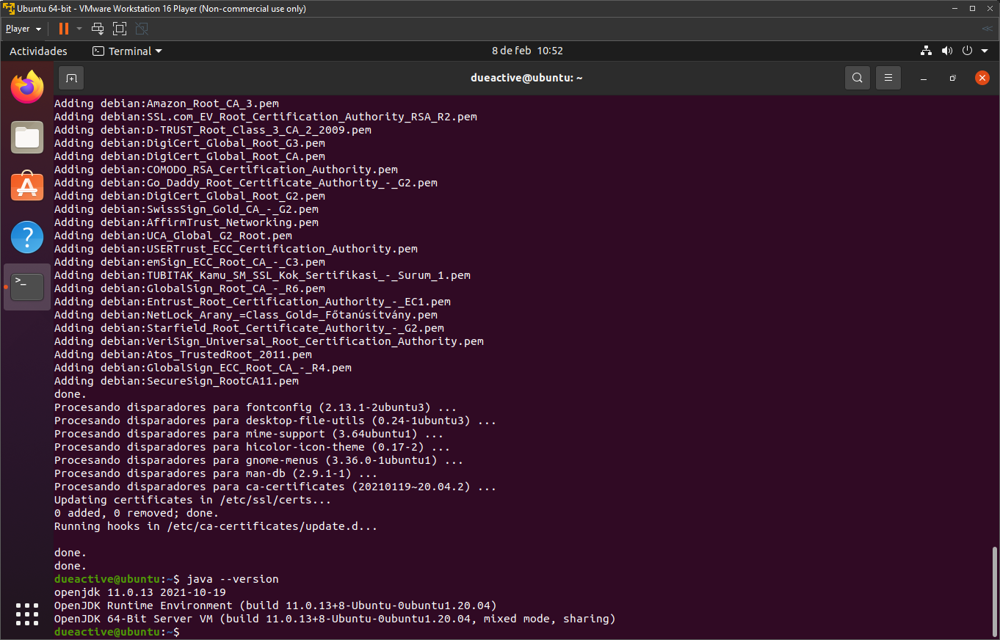 Ubuntu 64-bit - VMware Workstation 16 Player (Non-commercial use only)
Player
Actividades
Terminal
8 de feb 10:52
dueactive@ubuntu: ~
Adding debian:Amazon_Root_CA_3.pem
Adding debian:SSL.com_EV_Root_Certification_Authority_RSA_R2.pem
Adding debian:D-TRUST_Root_Class_3_CA_2_2009.pem
Adding debian:DigiCert_Global_Root_G3.pem
Adding debian:DigiCert_Global_Root_CA.pem
Adding debian:COMODO_RSA_Certification_Authority.pem
Adding debian:Go_Daddy_Root_Certificate_Authority_-_G2.pem
Adding debian:DigiCert_Global_Root_G2.pem
Adding debian:SwissSign_Gold_CA_-_G2.pem
Adding debian:AffirmTrust_Networking.pem
Adding debian:UCA_Global_G2_Root.pem
Adding debian:USERTrust_ECC_Certification_Authority.pem
Adding debian:emSign_ECC_Root_CA_-_C3.pem
Adding debian:TUBITAK_Kamu_SM_SSL_Kok_Sertifikasi_-_Surum_1.pem
Adding debian:GlobalSign_Root_CA_-_R6.pem
Adding debian:Entrust_Root_Certification_Authority_-_EC1.pem
Adding debian:NetLock_Arany_=Class_Gold=_Főtanúsítvány.pem
Adding debian:Starfield_Root_Certificate_Authority_-_G2.pem
Adding debian:VeriSign_Universal_Root_Certification_Authority.pem
Adding debian:Atos_TrustedRoot_2011.pem
Adding debian:GlobalSign_ECC_Root_CA_-_R4.pem
Adding debian:SecureSign_RootCA11.pem
done.
Procesando disparadores para fontconfig (2.13.1-2ubuntu3) ...
Procesando disparadores para desktop-file-utils (0.24-1ubuntu3) ...
Procesando disparadores para mime-support (3.64ubuntu1) ...
Procesando disparadores para hicolor-icon-theme (0.17-2) ...
Procesando disparadores para gnome-menus (3.36.0-1ubuntu1) ...
Procesando disparadores para man-db (2.9.1-1) ...
Procesando disparadores para ca-certificates (20210119~20.04.2) ...
Updating certificates in /etc/ssl/certs...
0 added, 0 removed; done.
Running hooks in /etc/ca-certificates/update.d...
done.
done.
dueactive@ubuntu:~$ java --version
openjdk 11.0.13 2021-10-19
OpenJDK Runtime Environment (build 11.0.13+8-Ubuntu-0ubuntu1.20.04)
OpenJDK 64-Bit Server VM (build 11.0.13+8-Ubuntu-0ubuntu1.20.04, mixed mode, sharing)
dueactive@ubuntu:~$